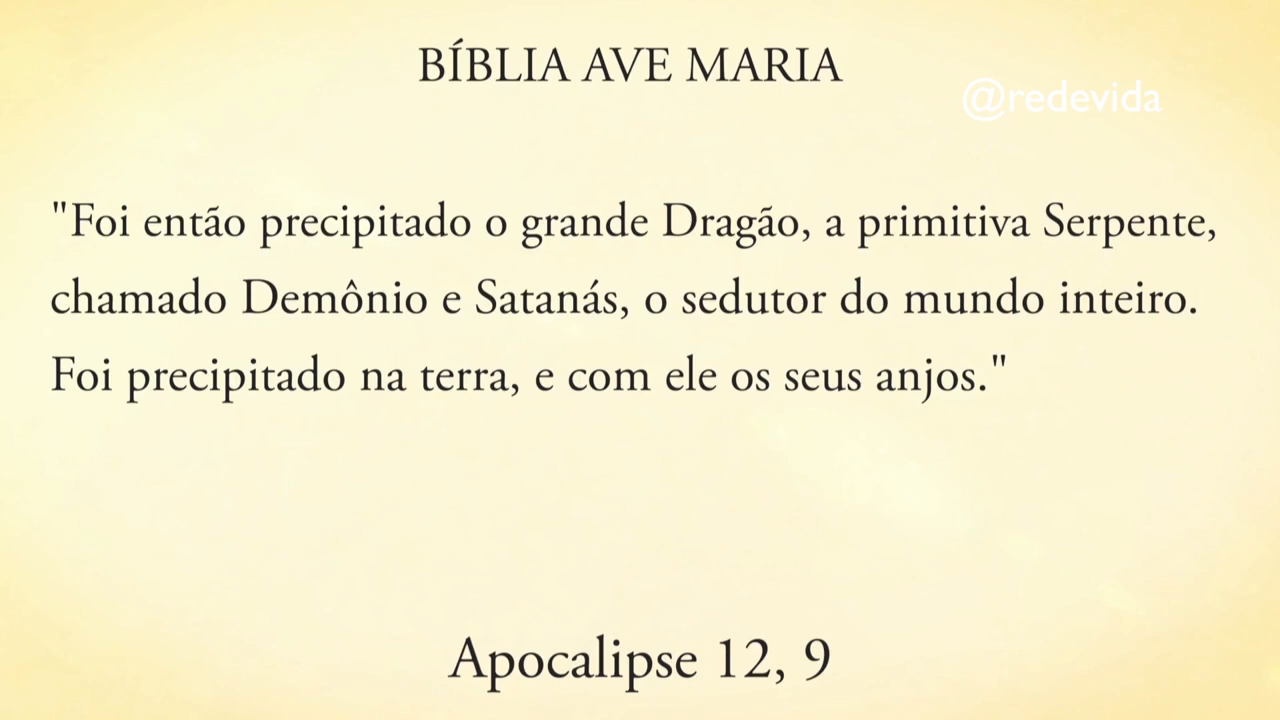 BÍBLIA AVE MARIA
@redevida
"Foi então precipitado o grande Dragão, a primitiva Serpente,
chamado Demônio e Satanás, o sedutor do mundo inteiro.
Foi precipitado na terra, e com ele os seus anjos."
Apocalipse 12, 9